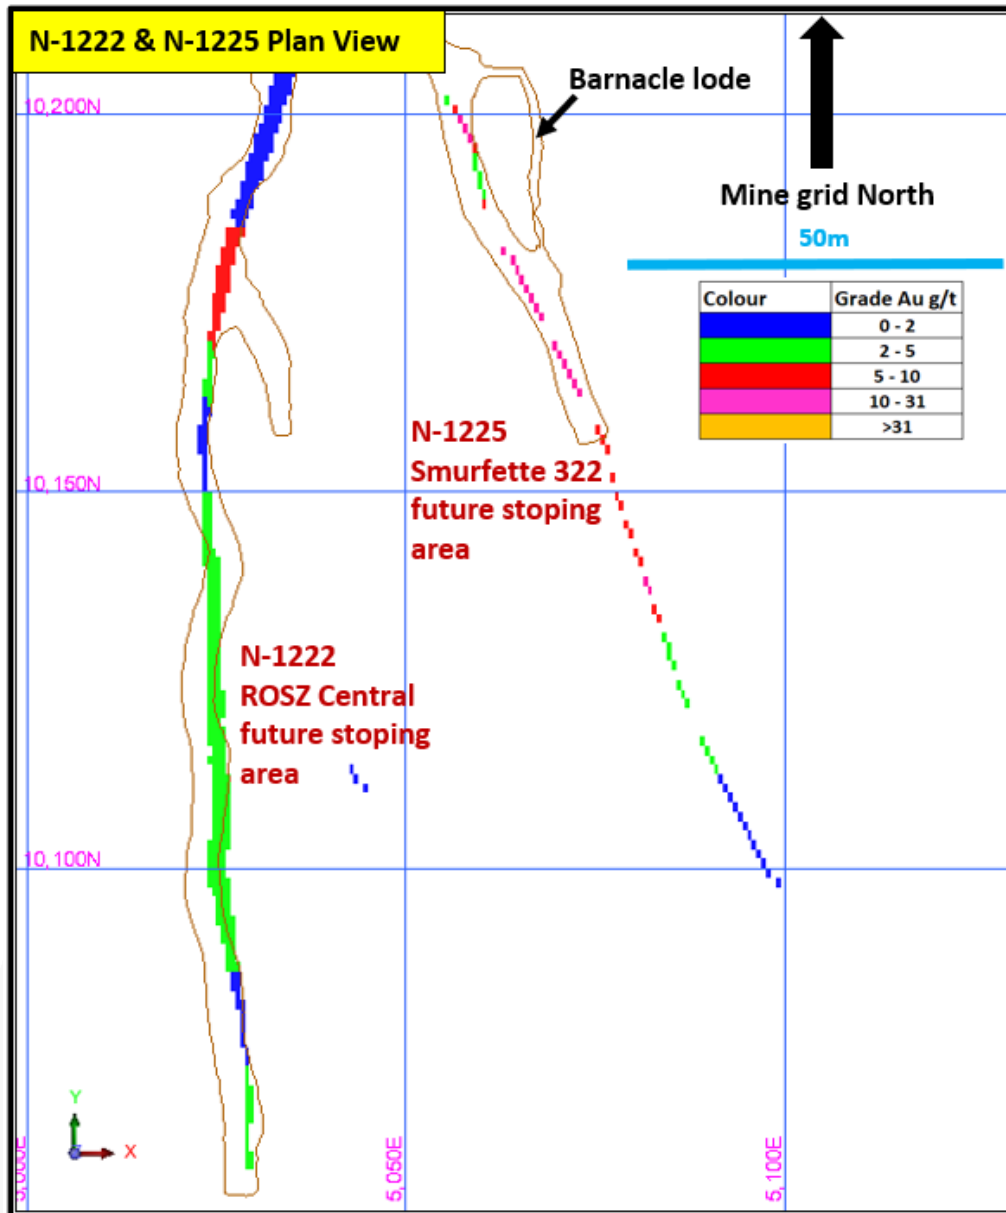 N-1222 & N-1225 Plan View
Barnacle lode
10,200N
Mine grid North
50m
Colour Grade Au g/t
0 - 2
2 - 5
5 - 10
10 - 31
>31
N-1225
Smurfette 322
future stoping
area
10,150N
N-1222
ROSZ Central
future stoping
area
10,100N
Y
X
5,050E
5,100E